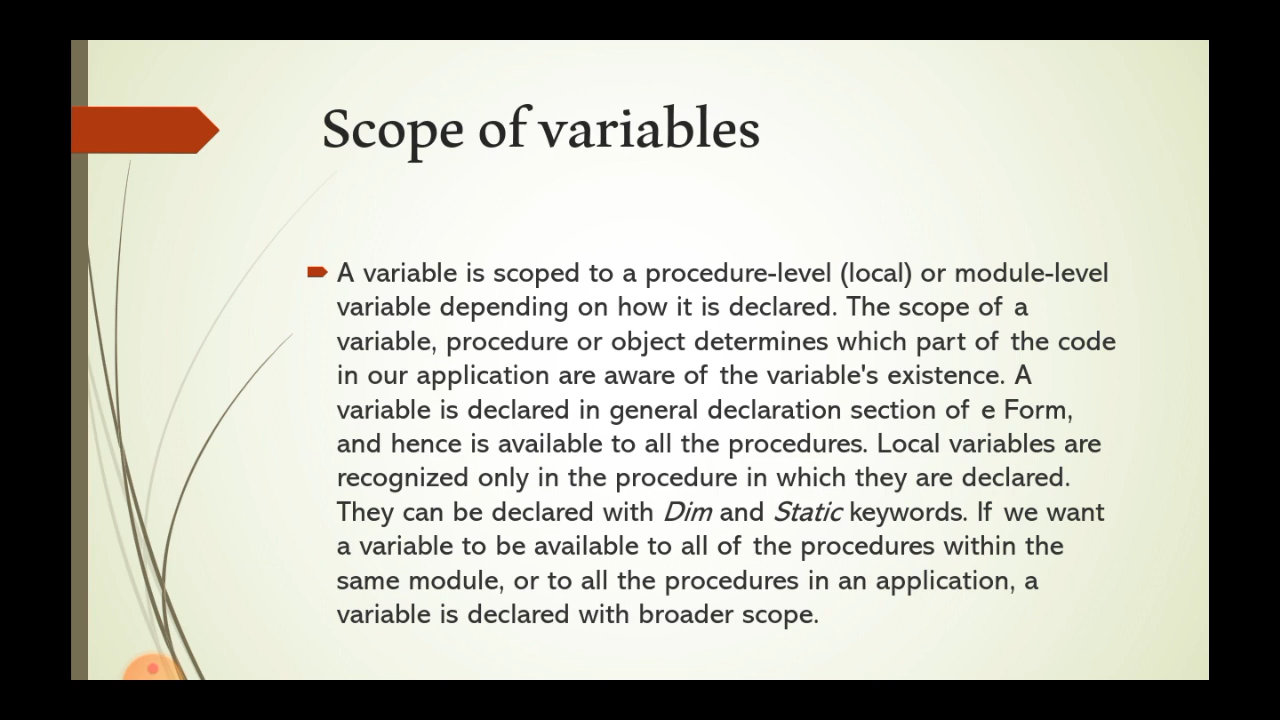 Scope of variables
A variable is scoped to a procedure-level (local) or module-level
variable depending on how it is declared. The scope of a
variable, procedure or object determines which part of the code
in our application are aware of the variable's existence. A
variable is declared in general declaration section of e Form,
and hence is available to all the procedures. Local variables are
recognized only in the procedure in which they are declared.
They can be declared with Dim and Static keywords. If we want
a variable to be available to all of the procedures within the
same module, or to all the procedures in an application, a
variable is declared with broader scope.